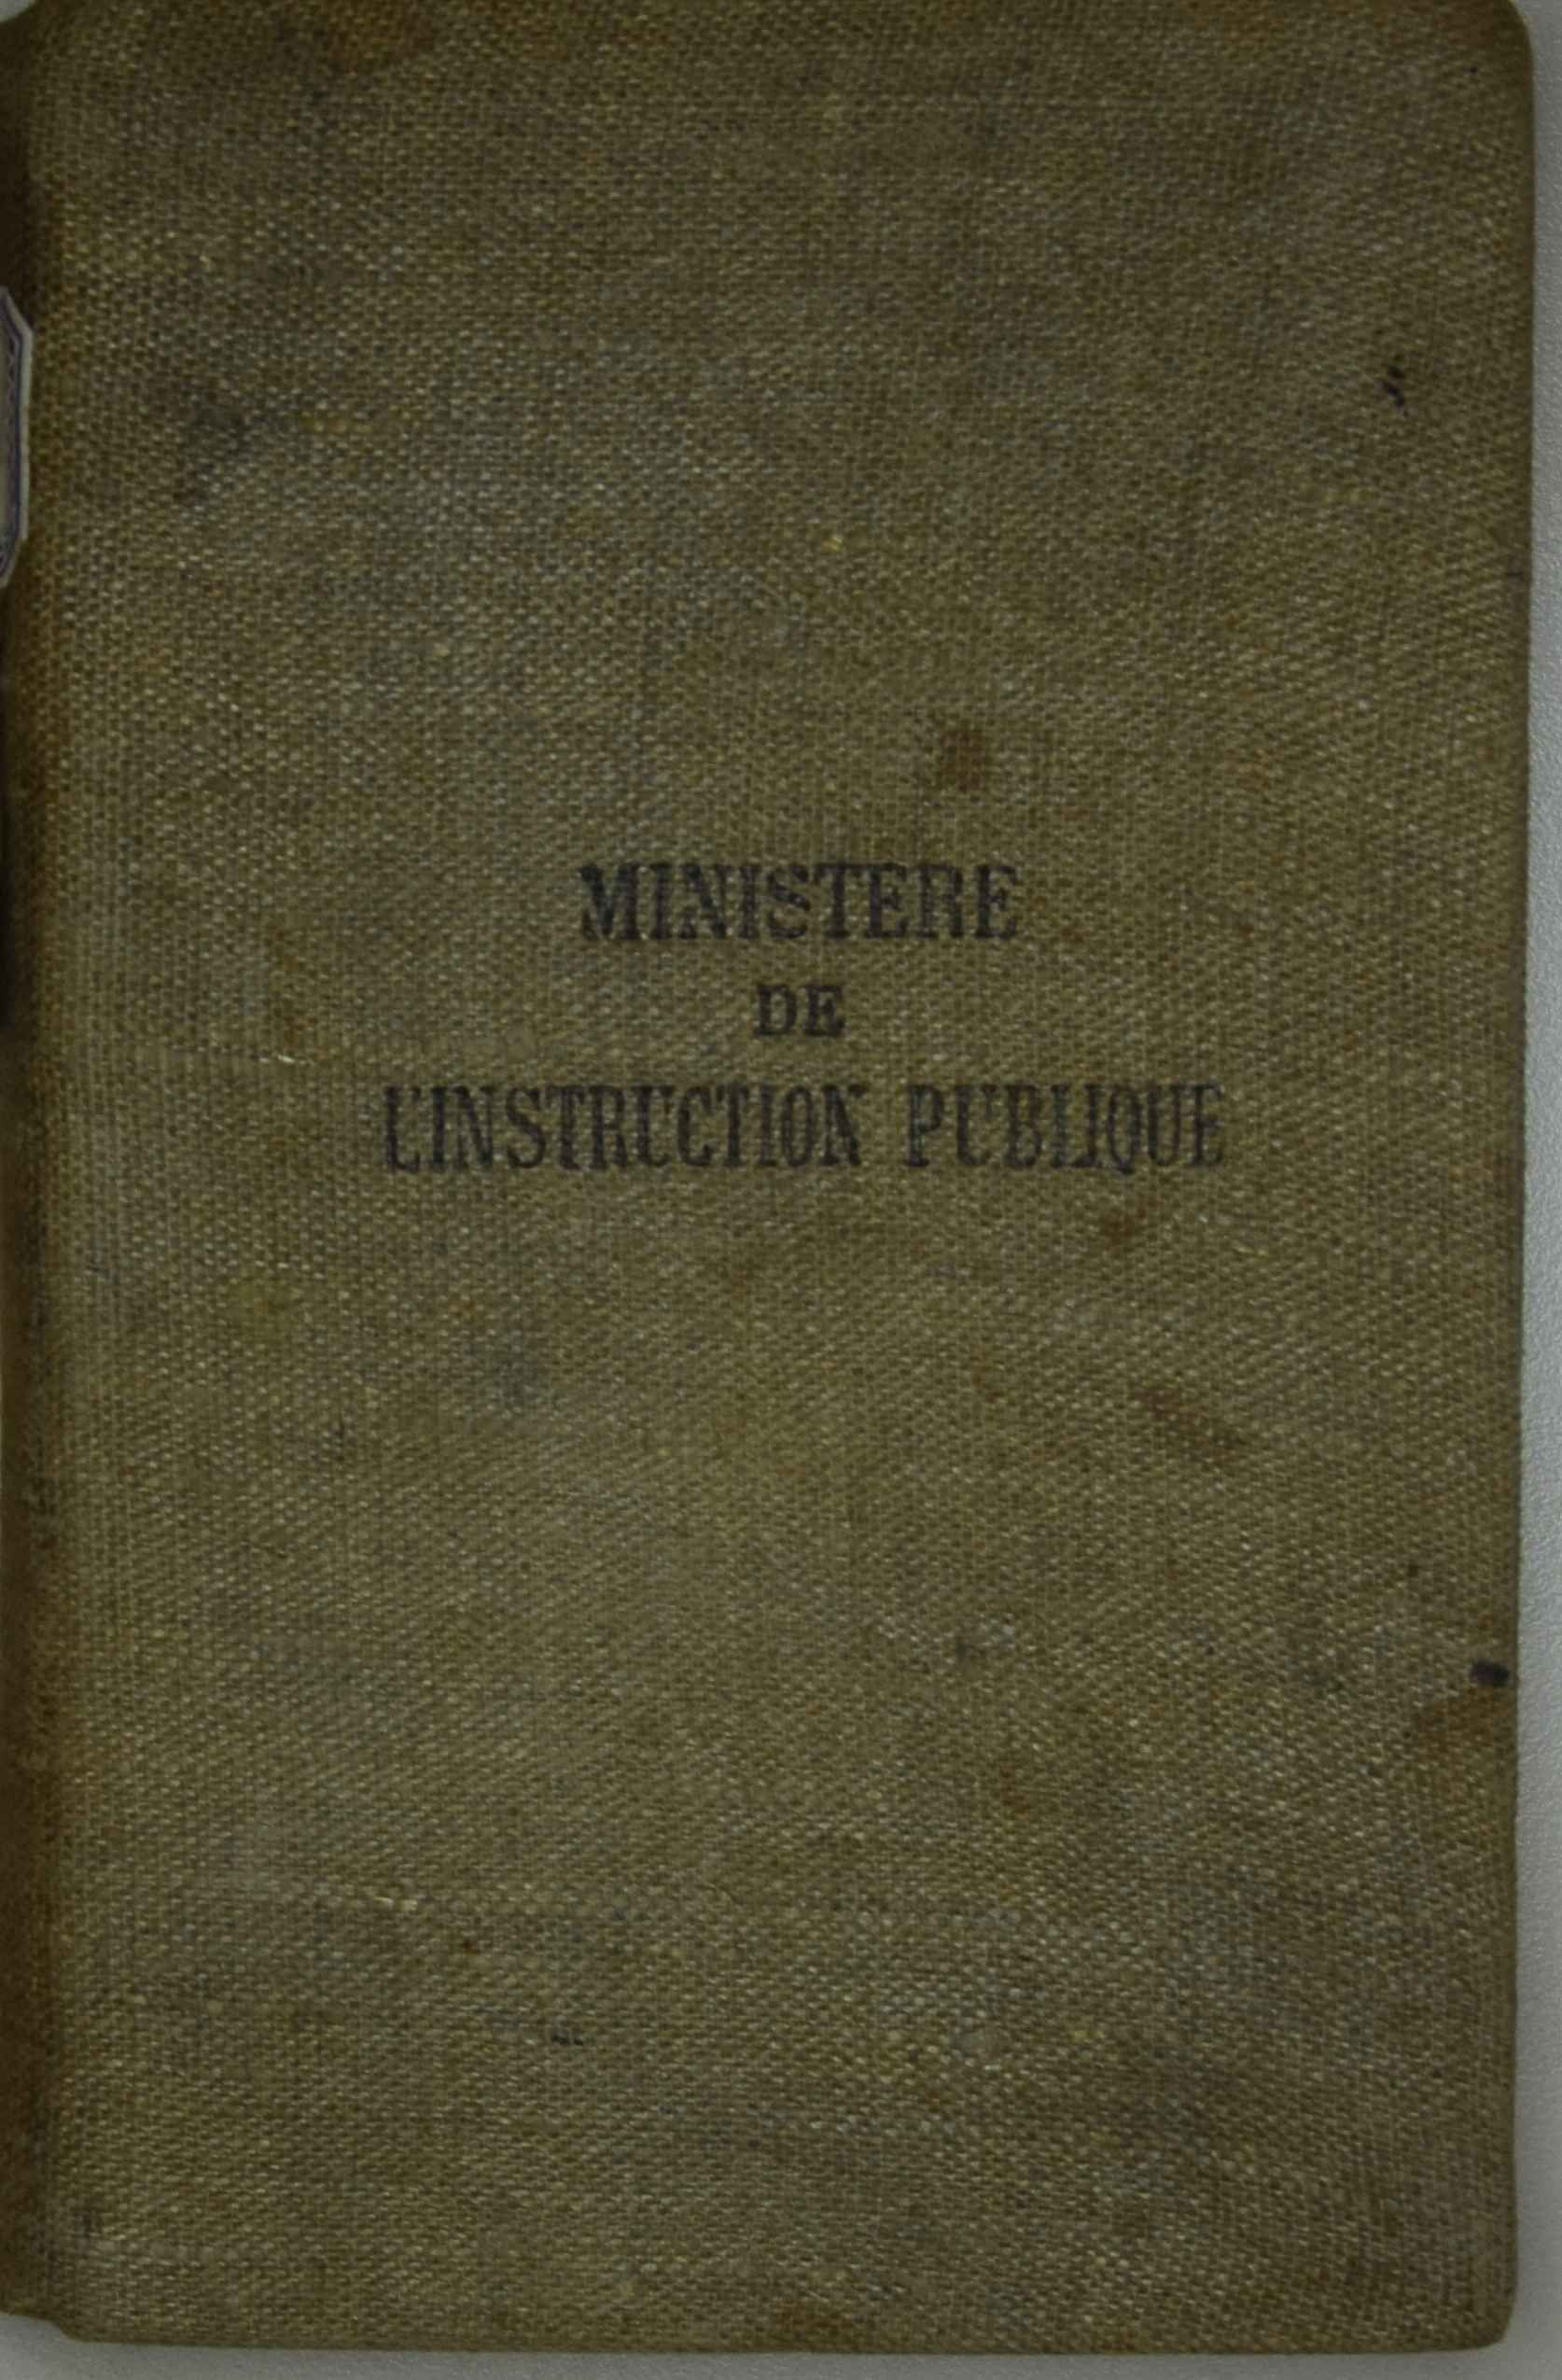 MINISTERE
DE
L'INSTRUCTION PUBLIQUE